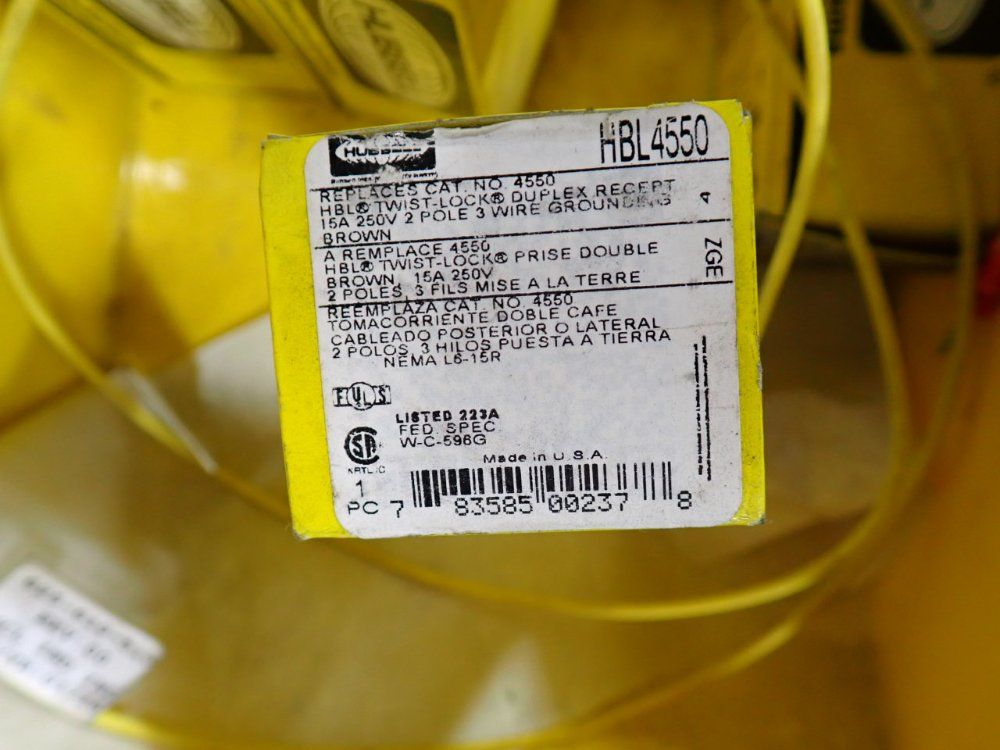 HUBBELL
HBL4550
REPLACES CAT. NO. 4550
HBL® TWIST-LOCK® DUPLEX RECEPT
15A 250V 2 POLE 3 WIRE GROUNDING
BROWN
4
A REMPLACE 4550
HBL® TWIST-LOCK® PRISE DOUBLE
BROWN, 15A 250V
2 POLES, 3 FILS MISE A LA TERRE
ZGE
REEMPLAZA CAT. NO. 4550
TOMACORRIENTE DOBLE CAFE
CABLEADO POSTERIOR O LATERAL
2 POLOS, 3 HILOS PUESTA A TIERRA
NEMA L6-15R
F UL S
LISTED 223A
FED. SPEC.
W-C-596G
SA
NRTL/C
Made in U.S.A.
1
PC
7 83585 00237 8